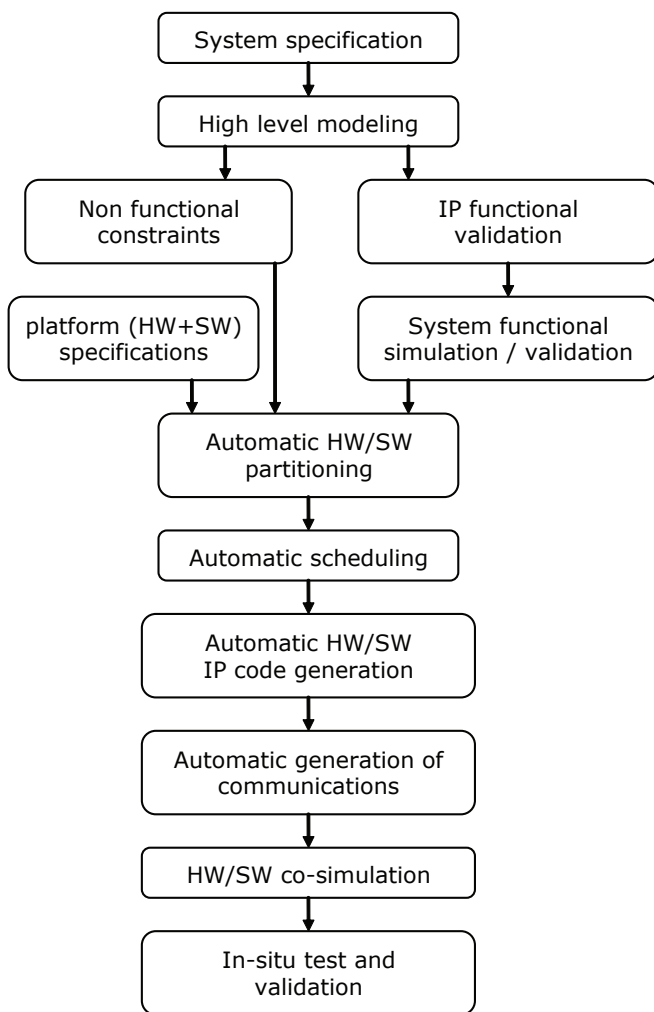 System specification
High level modeling
Non functional
constraints
IP functional
validation
platform (HW+SW)
specifications
System functional
simulation / validation
Automatic HW/SW
partitioning
Automatic scheduling
Automatic HW/SW
IP code generation
Automatic generation of
communications
HW/SW co-simulation
In-situ test and
validation